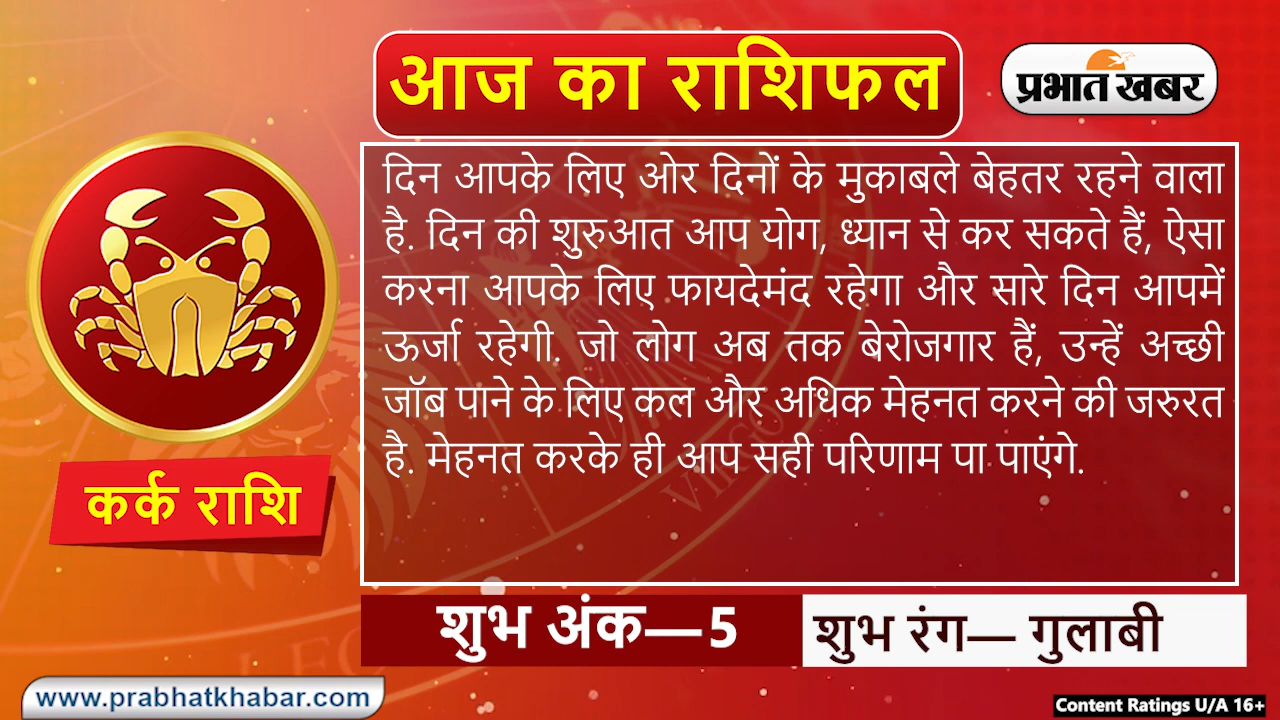 आज का राशिफल
प्रभात खबर
दिन आपके लिए ओर दिनों के मुकाबले बेहतर रहने वाला
है. दिन की शुरुआत आप योग, ध्यान से कर सकते हैं, ऐसा
करना आपके लिए फायदेमंद रहेगा और सारे दिन आपमें
ऊर्जा रहेगी. जो लोग अब तक बेरोजगार हैं, उन्हें अच्छी
जॉब पाने के लिए कल और अधिक मेहनत करने की जरुरत
है. मेहनत करके ही आप सही परिणाम पा पाएंगे.
कर्क राशि
VIRGO
LEO
शुभ अंक—5
शुभ रंग— गुलाबी
www.prabhatkhabar.com
Content Ratings U/A 16+